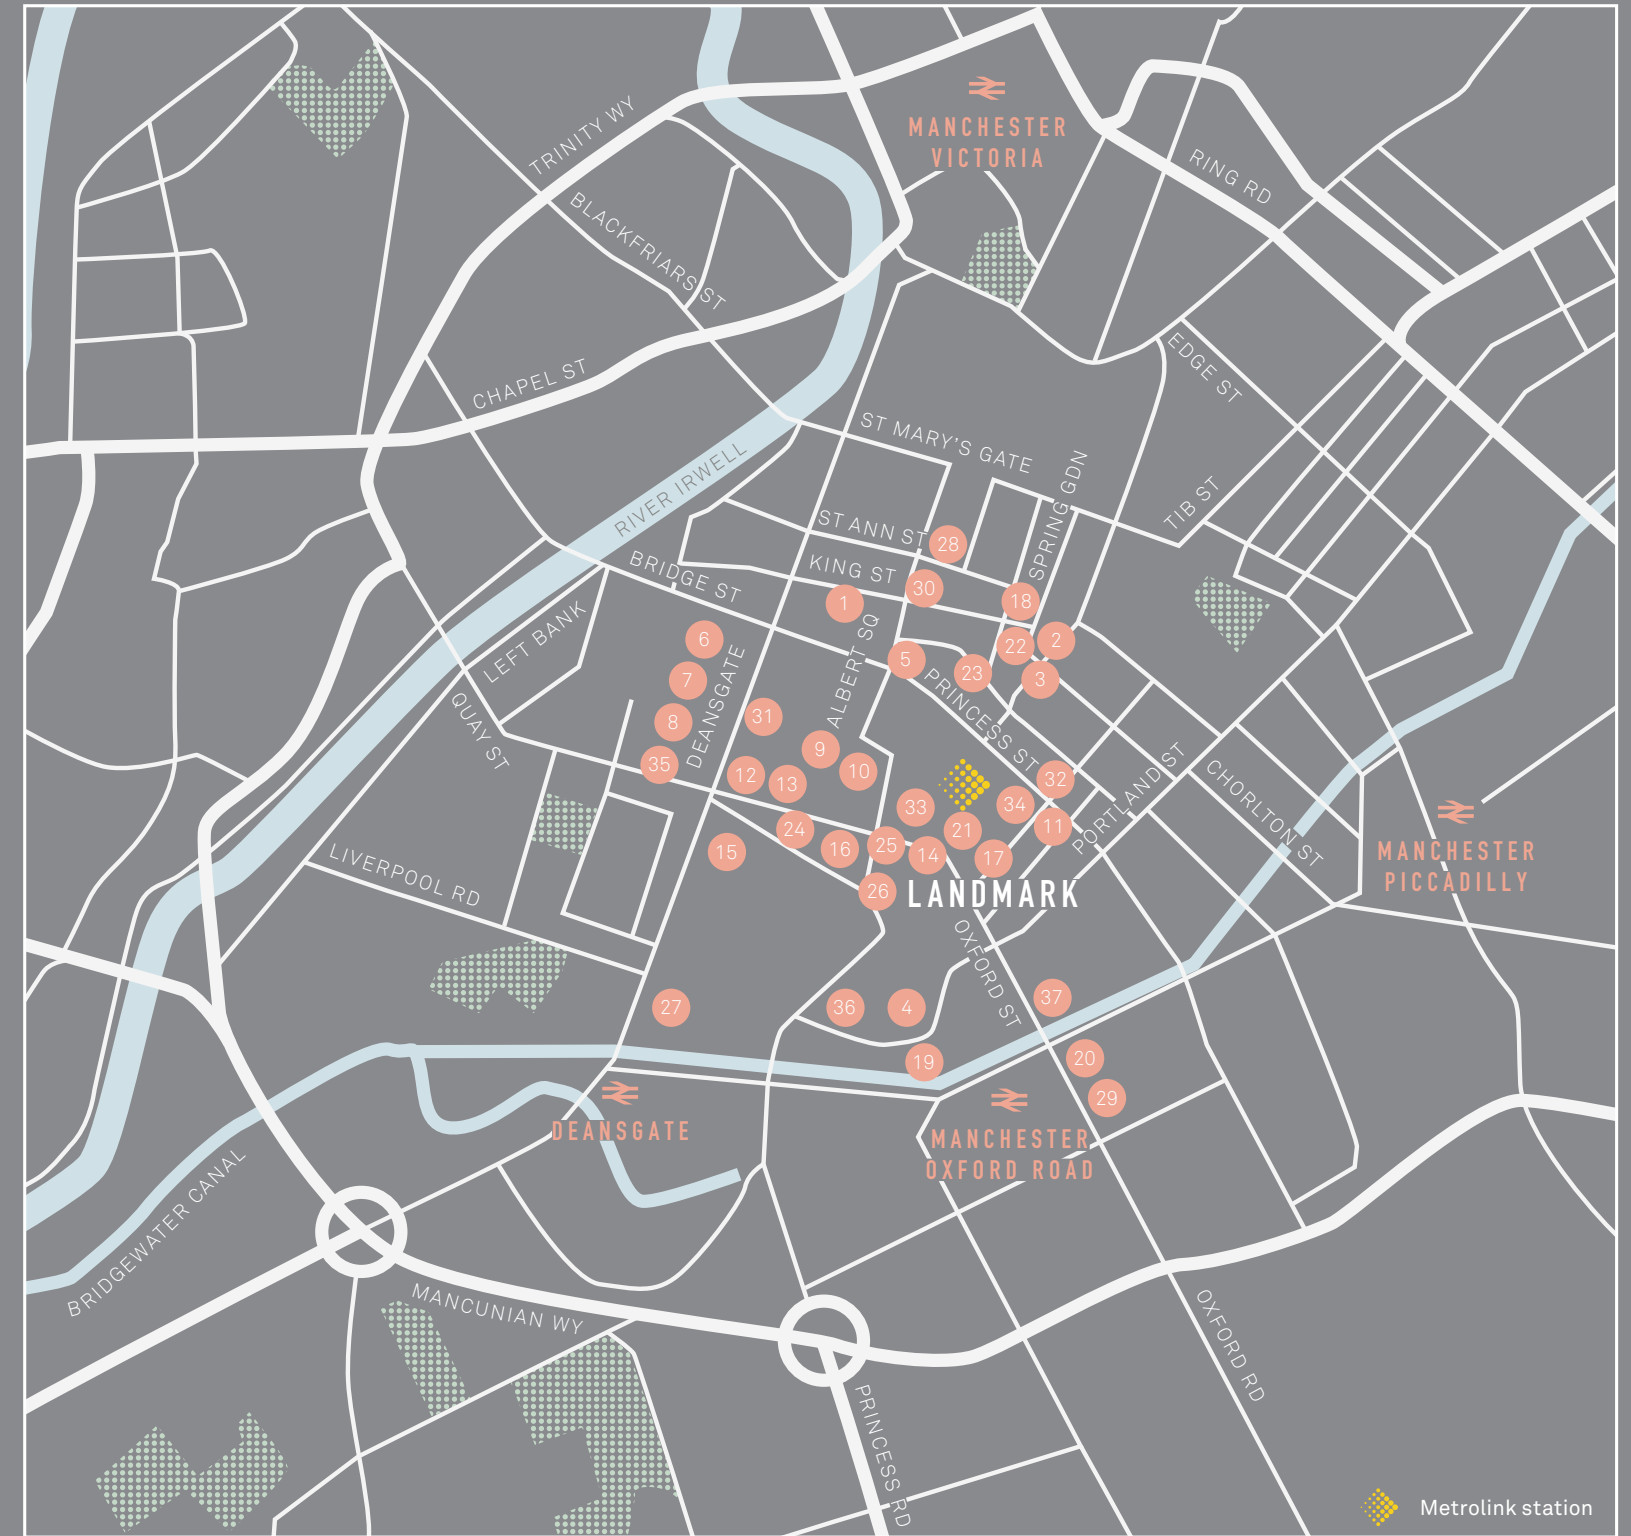 MANCHESTER
VICTORIA
TRINITY WY
RING RD
BLACKFRIARS ST
CHAPEL ST
EDGE ST
ST MARY'S GATE
SPRING GDN
TIB ST
RIVER IRWELL
ST ANN ST
28
KING ST
BRIDGE ST
30
1
18
LEFT BANK
6
ALBERT SQ
22
2
5
23
3
7
DEANSGATE
PRINCESS ST
QUAY ST
8
31
9
35
12
13
10
32
PORTLAND ST
CHORLTON ST
33
34
11
24
21
15
16
25
14
17
MANCHESTER
PICCADILLY
LIVERPOOL RD
26
LANDMARK
OXFORD ST
27
36
4
37
19
20
29
DEANSGATE
MANCHESTER
OXFORD ROAD
BRIDGEWATER CANAL
MANCUNIAN WY
OXFORD RD
PRINCESS RD
Metrolink station